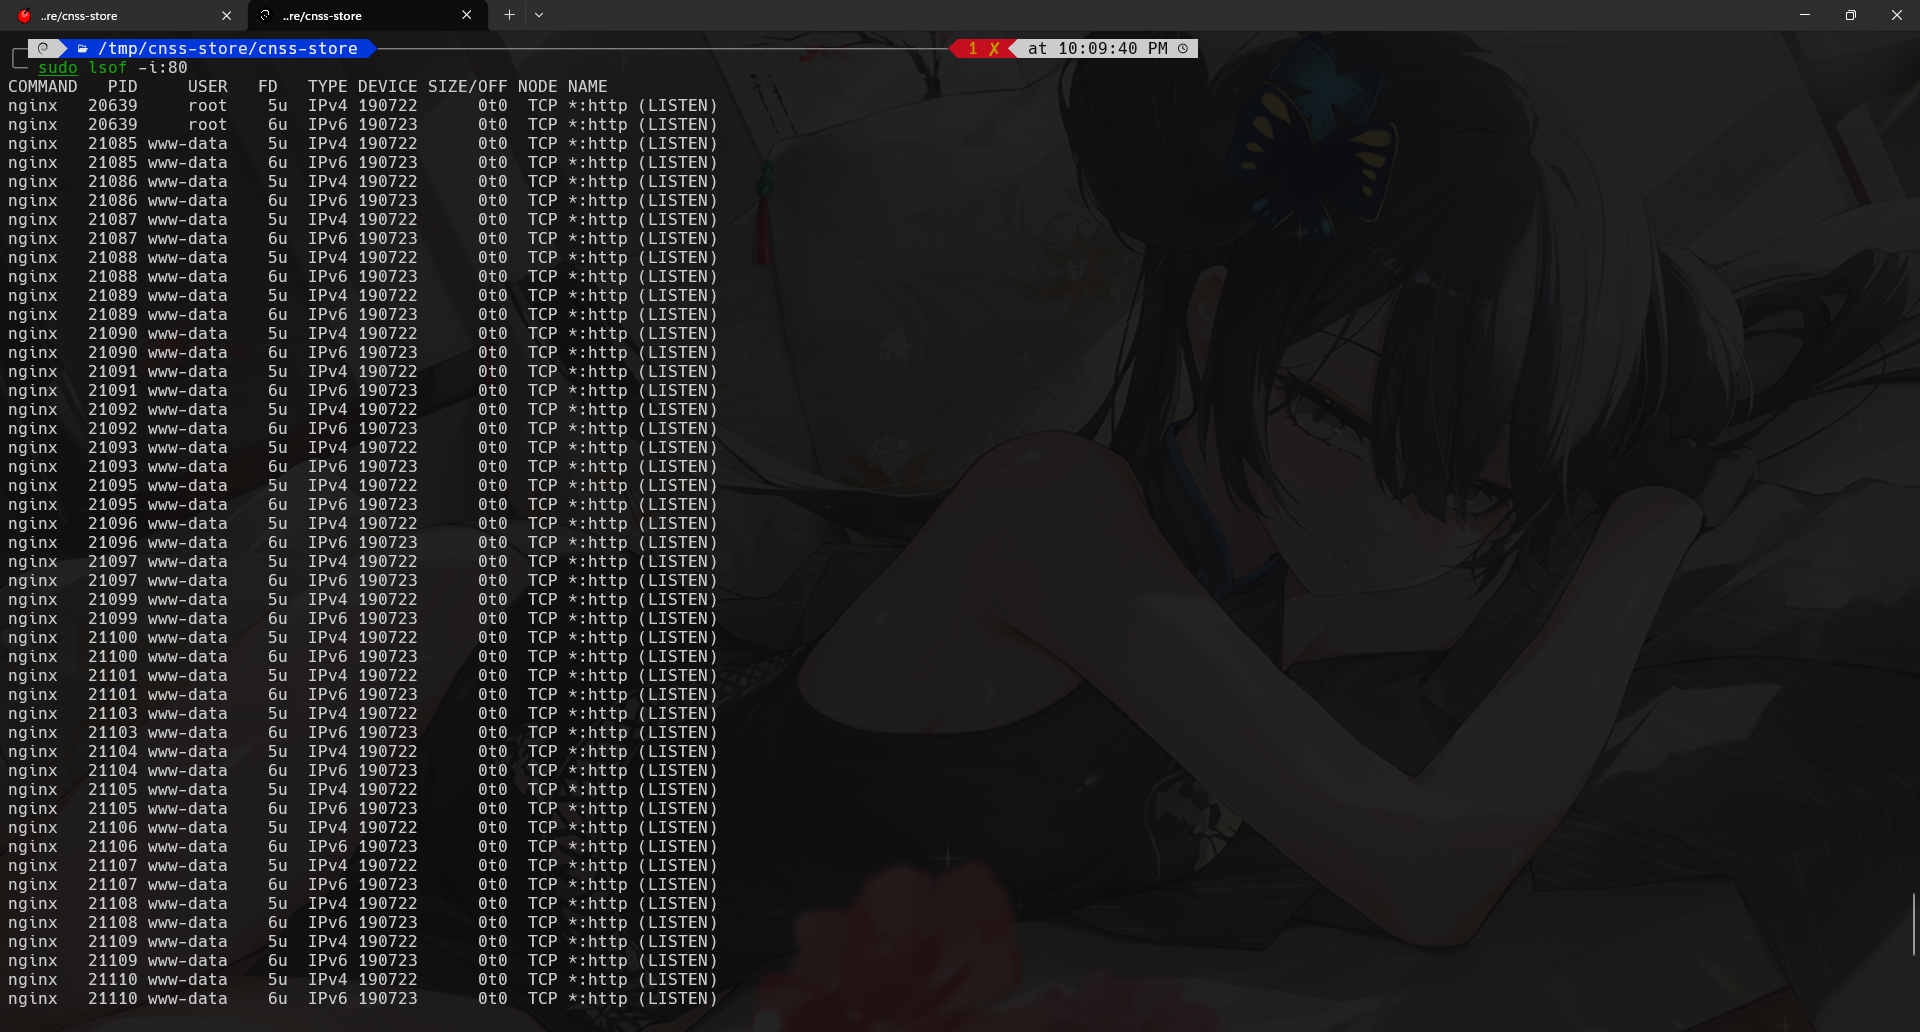 ..re/cnss-store ..re/cnss-store
/tmp/cnss-store/cnss-store 1 ✘ at 10:09:40 PM
sudo lsof -i:80
COMMAND PID USER FD TYPE DEVICE SIZE/OFF NODE NAME
nginx 20639 root 5u IPv4 190722 0t0 TCP *:http (LISTEN)
nginx 20639 root 6u IPv6 190723 0t0 TCP *:http (LISTEN)
nginx 21085 www-data 5u IPv4 190722 0t0 TCP *:http (LISTEN)
nginx 21085 www-data 6u IPv6 190723 0t0 TCP *:http (LISTEN)
nginx 21086 www-data 5u IPv4 190722 0t0 TCP *:http (LISTEN)
nginx 21086 www-data 6u IPv6 190723 0t0 TCP *:http (LISTEN)
nginx 21087 www-data 5u IPv4 190722 0t0 TCP *:http (LISTEN)
nginx 21087 www-data 6u IPv6 190723 0t0 TCP *:http (LISTEN)
nginx 21088 www-data 5u IPv4 190722 0t0 TCP *:http (LISTEN)
nginx 21088 www-data 6u IPv6 190723 0t0 TCP *:http (LISTEN)
nginx 21089 www-data 5u IPv4 190722 0t0 TCP *:http (LISTEN)
nginx 21089 www-data 6u IPv6 190723 0t0 TCP *:http (LISTEN)
nginx 21090 www-data 5u IPv4 190722 0t0 TCP *:http (LISTEN)
nginx 21090 www-data 6u IPv6 190723 0t0 TCP *:http (LISTEN)
nginx 21091 www-data 5u IPv4 190722 0t0 TCP *:http (LISTEN)
nginx 21091 www-data 6u IPv6 190723 0t0 TCP *:http (LISTEN)
nginx 21092 www-data 5u IPv4 190722 0t0 TCP *:http (LISTEN)
nginx 21092 www-data 6u IPv6 190723 0t0 TCP *:http (LISTEN)
nginx 21093 www-data 5u IPv4 190722 0t0 TCP *:http (LISTEN)
nginx 21093 www-data 6u IPv6 190723 0t0 TCP *:http (LISTEN)
nginx 21095 www-data 5u IPv4 190722 0t0 TCP *:http (LISTEN)
nginx 21095 www-data 6u IPv6 190723 0t0 TCP *:http (LISTEN)
nginx 21096 www-data 5u IPv4 190722 0t0 TCP *:http (LISTEN)
nginx 21096 www-data 6u IPv6 190723 0t0 TCP *:http (LISTEN)
nginx 21097 www-data 5u IPv4 190722 0t0 TCP *:http (LISTEN)
nginx 21097 www-data 6u IPv6 190723 0t0 TCP *:http (LISTEN)
nginx 21099 www-data 5u IPv4 190722 0t0 TCP *:http (LISTEN)
nginx 21099 www-data 6u IPv6 190723 0t0 TCP *:http (LISTEN)
nginx 21100 www-data 5u IPv4 190722 0t0 TCP *:http (LISTEN)
nginx 21100 www-data 6u IPv6 190723 0t0 TCP *:http (LISTEN)
nginx 21101 www-data 5u IPv4 190722 0t0 TCP *:http (LISTEN)
nginx 21101 www-data 6u IPv6 190723 0t0 TCP *:http (LISTEN)
nginx 21103 www-data 5u IPv4 190722 0t0 TCP *:http (LISTEN)
nginx 21103 www-data 6u IPv6 190723 0t0 TCP *:http (LISTEN)
nginx 21104 www-data 5u IPv4 190722 0t0 TCP *:http (LISTEN)
nginx 21104 www-data 6u IPv6 190723 0t0 TCP *:http (LISTEN)
nginx 21105 www-data 5u IPv4 190722 0t0 TCP *:http (LISTEN)
nginx 21105 www-data 6u IPv6 190723 0t0 TCP *:http (LISTEN)
nginx 21106 www-data 5u IPv4 190722 0t0 TCP *:http (LISTEN)
nginx 21106 www-data 6u IPv6 190723 0t0 TCP *:http (LISTEN)
nginx 21107 www-data 5u IPv4 190722 0t0 TCP *:http (LISTEN)
nginx 21107 www-data 6u IPv6 190723 0t0 TCP *:http (LISTEN)
nginx 21108 www-data 5u IPv4 190722 0t0 TCP *:http (LISTEN)
nginx 21108 www-data 6u IPv6 190723 0t0 TCP *:http (LISTEN)
nginx 21109 www-data 5u IPv4 190722 0t0 TCP *:http (LISTEN)
nginx 21109 www-data 6u IPv6 190723 0t0 TCP *:http (LISTEN)
nginx 21110 www-data 5u IPv4 190722 0t0 TCP *:http (LISTEN)
nginx 21110 www-data 6u IPv6 190723 0t0 TCP *:http (LISTEN)